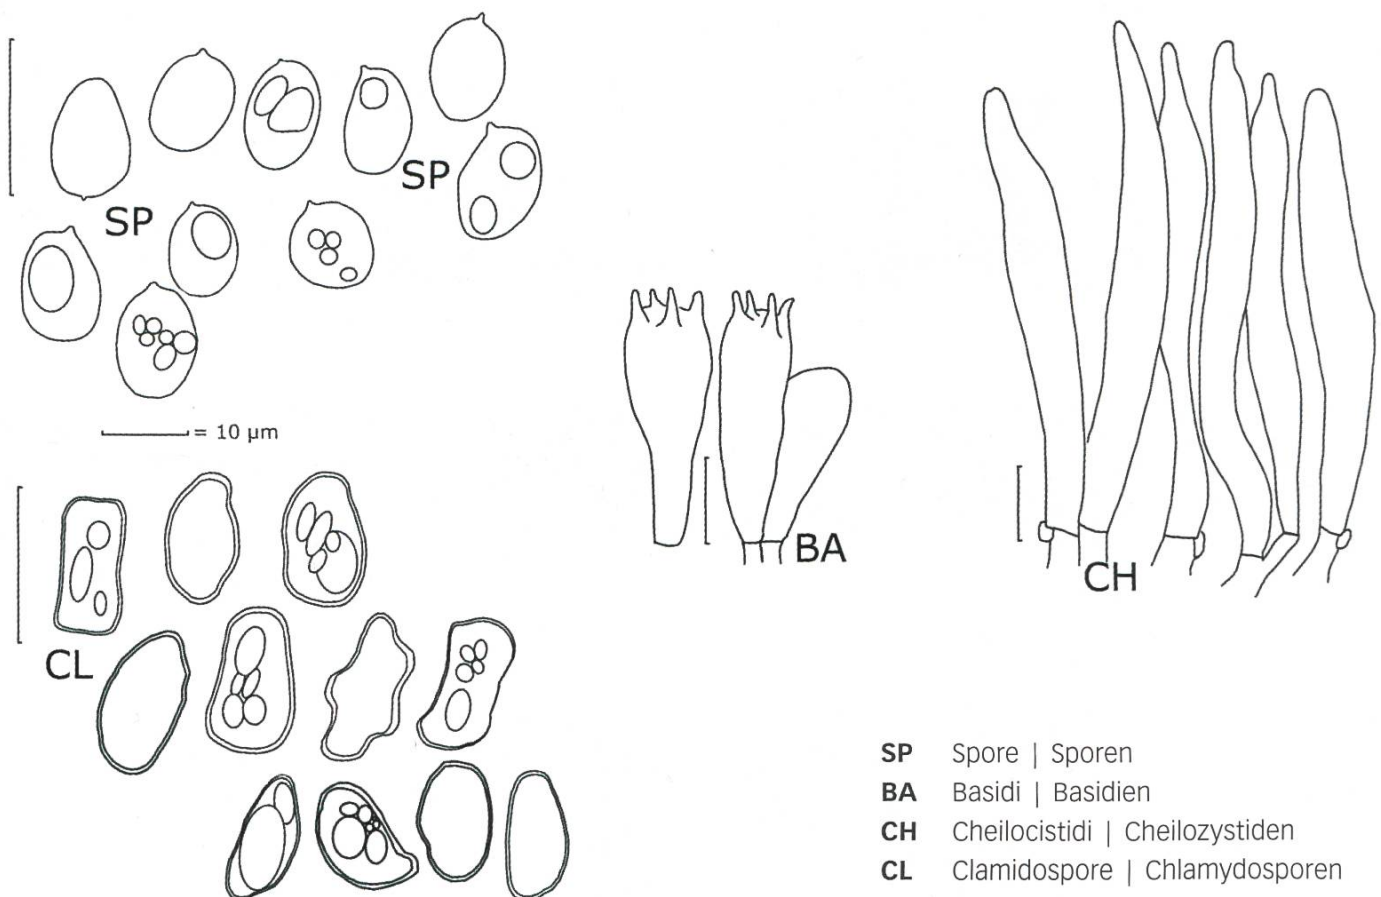 SP
SP
= 10 µm
CL
BA
CH
SP Spore | Sporen
BA Basidi | Basidien
CH Cheilocistidi | Cheilozystiden
CL Clamidospore | Chlamydosporen